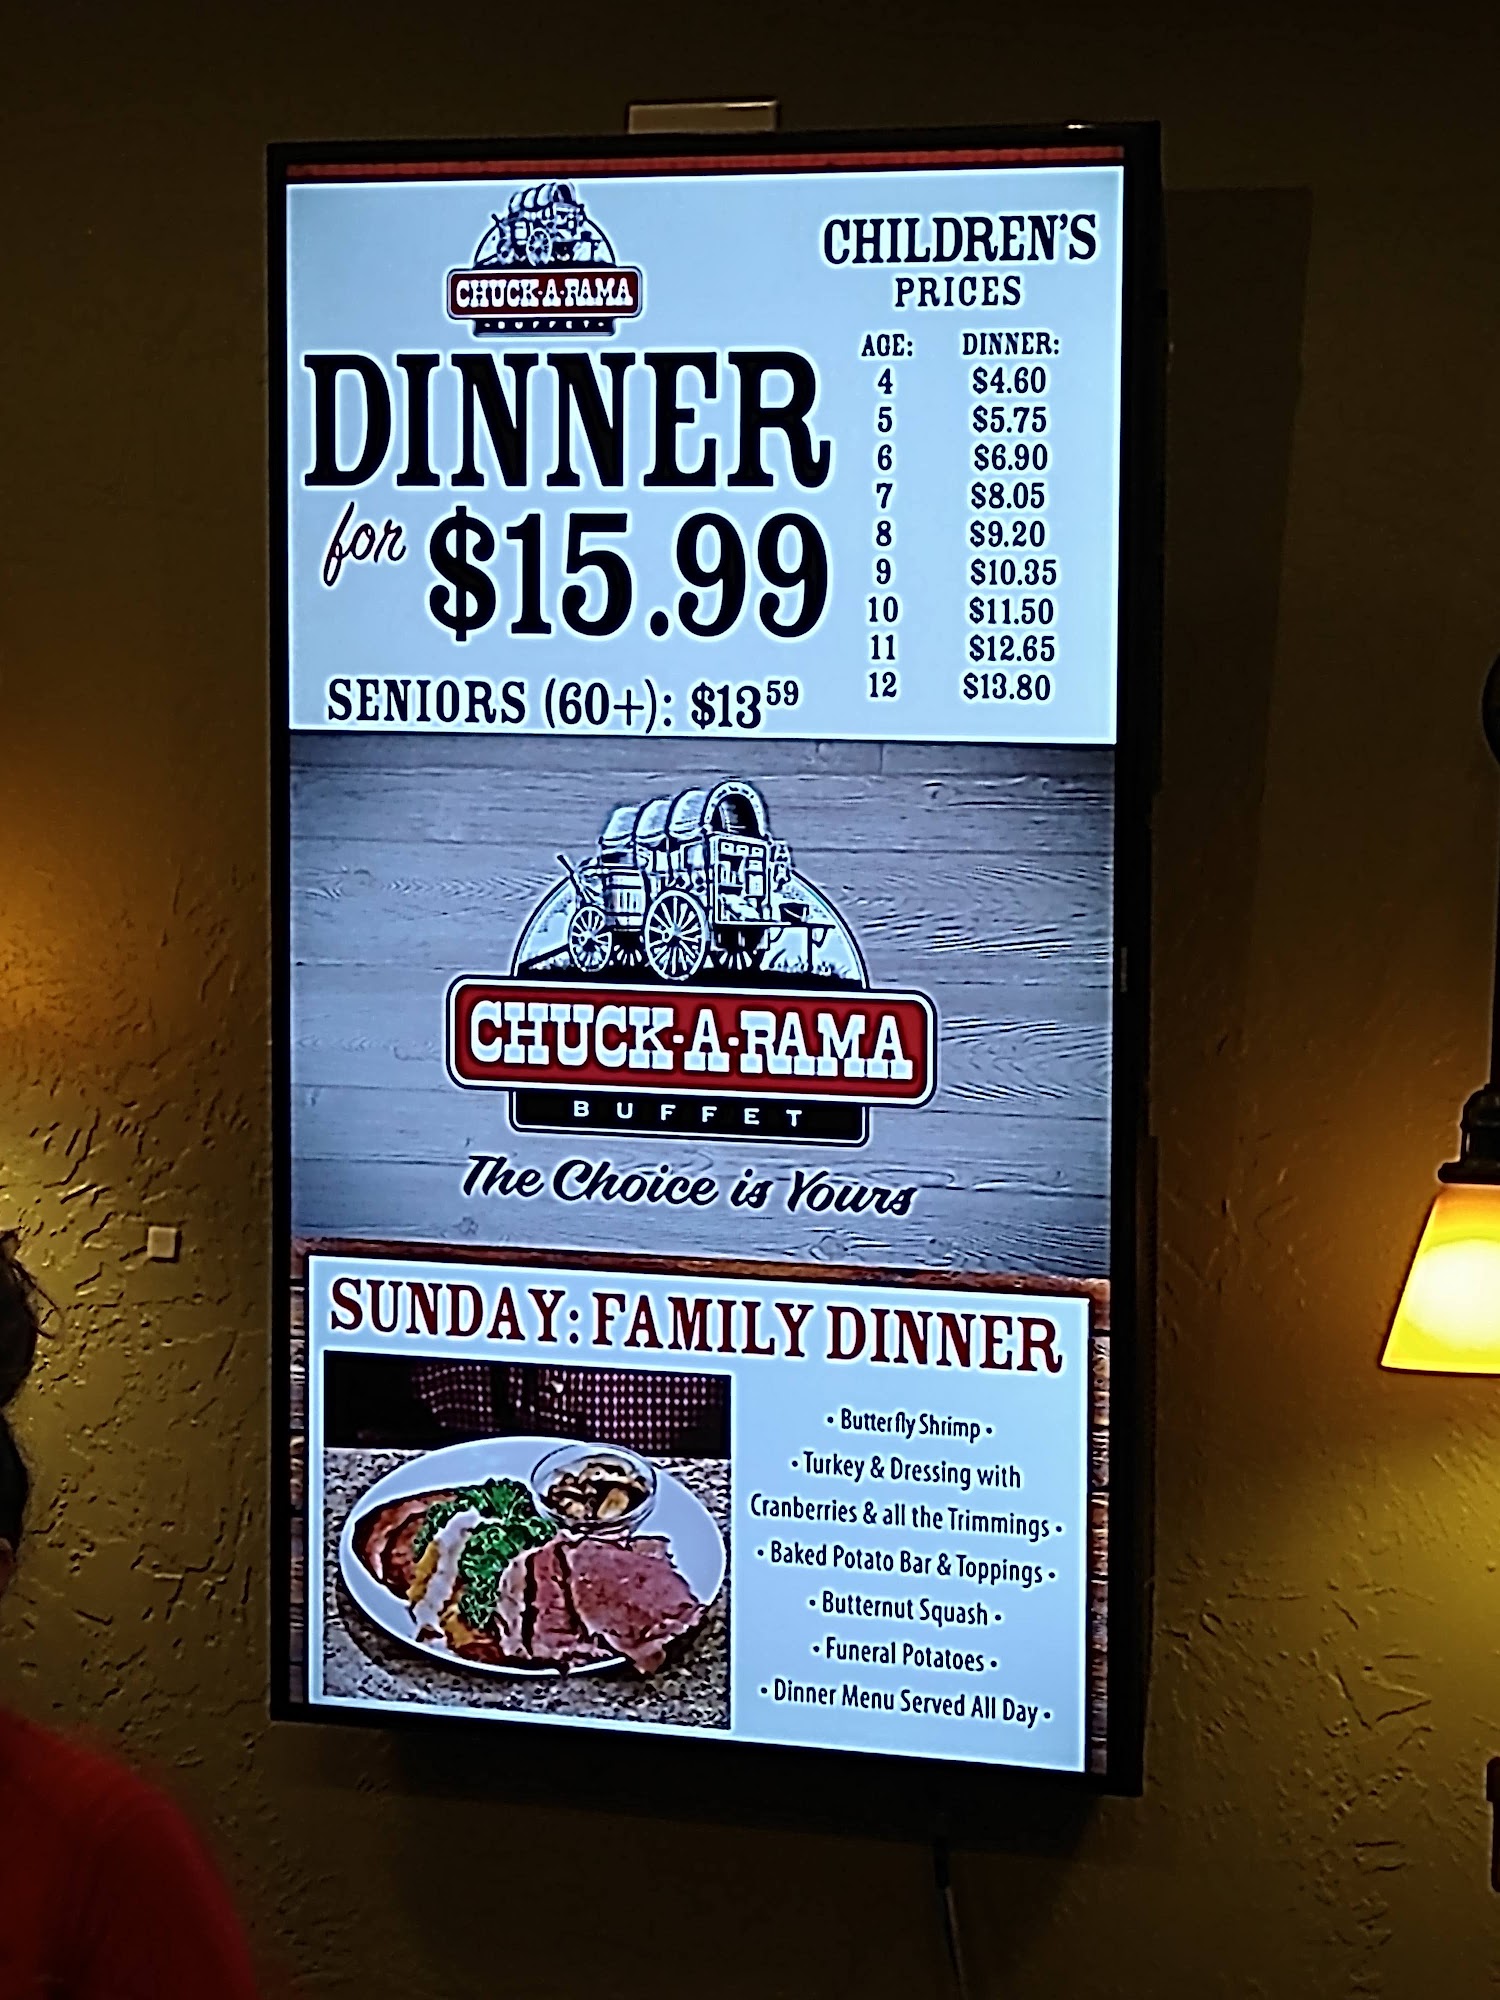 CHUCK-A-RAMA
BUFFET
DINNER
for $15.99
SENIORS (60+): $13 59
CHILDREN'S
PRICES
AGE: DINNER:
4 $4.60
5 $5.75
6 $6.90
7 $8.05
8 $9.20
9 $10.35
10 $11.50
11 $12.65
12 $13.80
CHUCK-A-RAMA
BUFFET
The Choice is Yours
SUNDAY: FAMILY DINNER
• Butterfly Shrimp •
• Turkey & Dressing with
Cranberries & all the Trimmings •
• Baked Potato Bar & Toppings •
• Butternut Squash •
• Funeral Potatoes •
• Dinner Menu Served All Day •